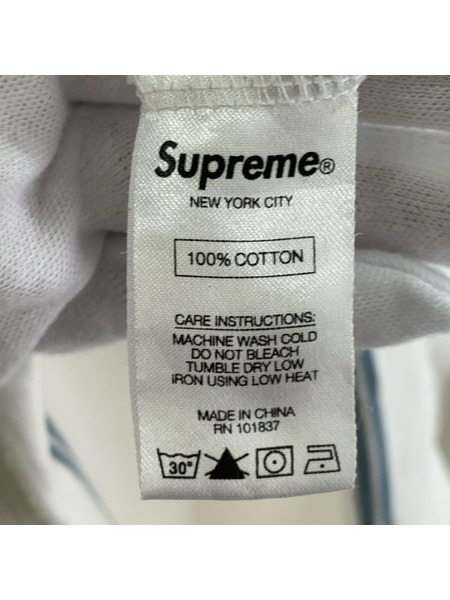 Supreme®
NEW YORK CITY
100% COTTON
CARE INSTRUCTIONS:
MACHINE WASH COLD
DO NOT BLEACH
TUMBLE DRY LOW
IRON USING LOW HEAT
MADE IN CHINA
RN 101837
30°